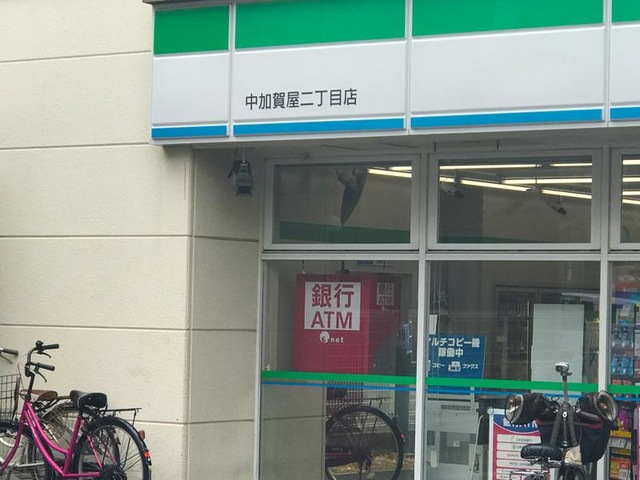 中加賀屋二丁目店
銀行
ATM
銀行
ATM
net
マルチコピー機
稼働中
コピー
ファクス